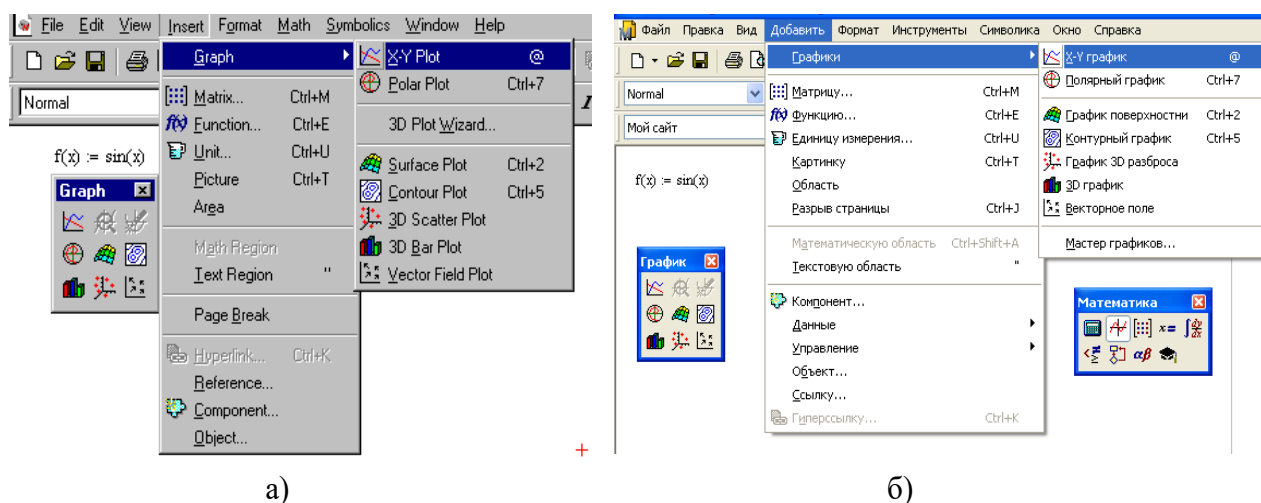 File Edit View Insert Format Math Symbolics Window Help
Normal
f(x) := sin(x)
Graph
Graph
Matrix... Ctrl+M
Function... Ctrl+E
Unit... Ctrl+U
Picture Ctrl+T
Area
Math Region
Text Region "
Page Break
Hyperlink... Ctrl+K
Reference...
Component...
Object...
X-Y Plot @
Polar Plot Ctrl+7
3D Plot Wizard...
Surface Plot Ctrl+2
Contour Plot Ctrl+5
3D Scatter Plot
3D Bar Plot
Vector Field Plot
а)
Файл Правка Вид Добавить Формат Инструменты Символика Окно Справка
Normal
Мой сайт
f(x) := sin(x)
График
Графики
Матрицу... Ctrl+M
Функцию... Ctrl+E
Единицу измерения... Ctrl+U
Картинку Ctrl+T
Область
Разрыв страницы Ctrl+J
Математическую область Ctrl+Shift+A
Текстовую область "
Компонент...
Данные
Управление
Объект...
Ссылку...
Гиперссылку... Ctrl+K
X-Y график @
Полярный график Ctrl+7
График поверхностни Ctrl+2
Контурный график Ctrl+5
График 3D разброса
3D график
Векторное поле
Мастер графиков...
Математика
x=
αβ
б)